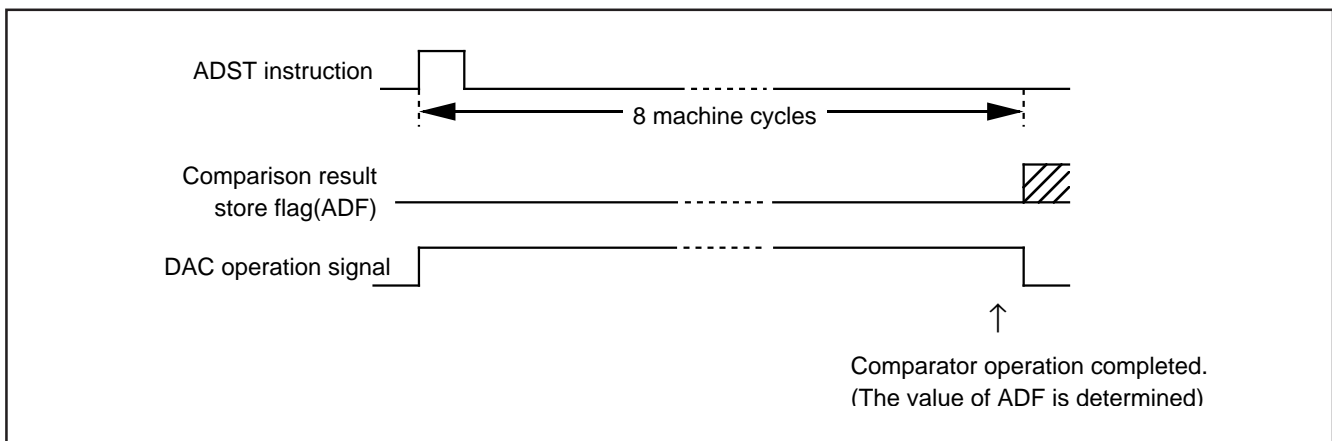 ADST instruction
8 machine cycles
Comparison result
store flag(ADF)
DAC operation signal
↑
Comparator operation completed.
(The value of ADF is determined)